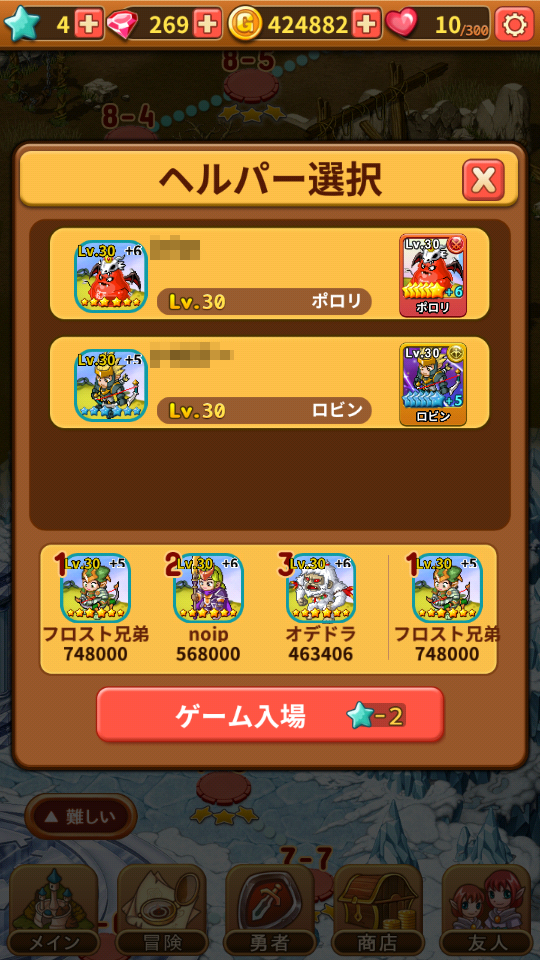 4 269 G 424882 10/300
8-5
8-4
ヘルパー選択
Lv.30 +6
Lv.30
ポロリ
Lv.30
+6
ポロリ
Lv.30 +5
Lv.30
ロビン
Lv.30
+5
ロビン
1 Lv.30 +5
フロスト兄弟
748000
2 Lv.30 +6
noip
568000
3 Lv.30 +6
オデドラ
463406
1 Lv.30 +5
フロスト兄弟
748000
ゲーム入場 -2
▲ 難しい
7-7
メイン 冒険 勇者 商店 友人